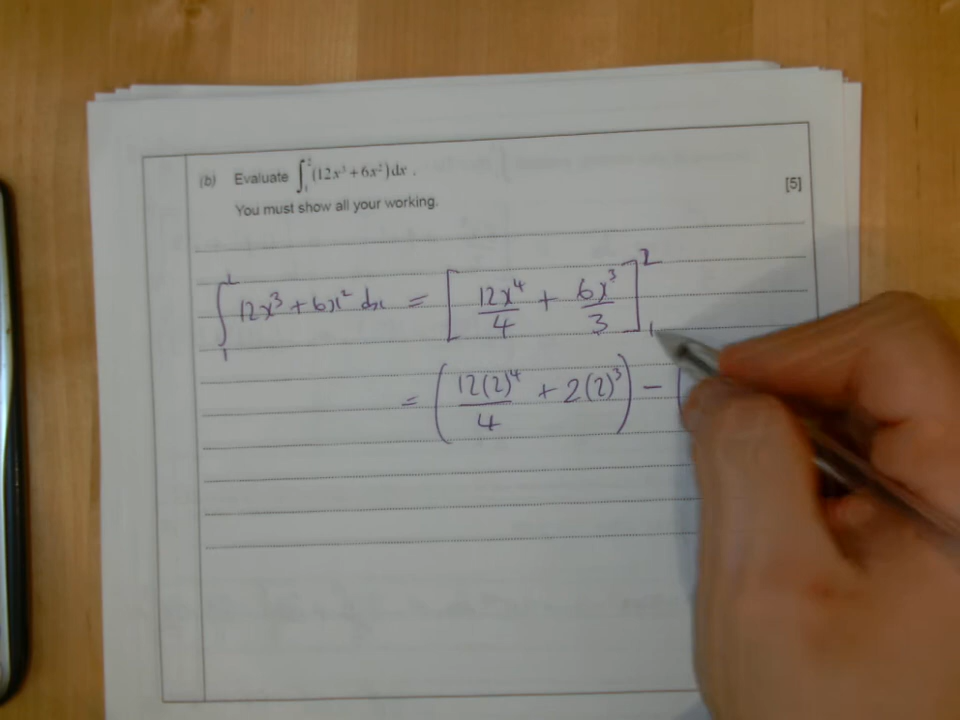 (b) Evaluate ∫₁² (12x³ + 6x²) dx .
[5]
You must show all your working.
∫₁² 12x³ + 6x² dx = [ 12x⁴/4 + 6x³/3 ]₁²
= ( 12(2)⁴/4 + 2(2)³ ) − (